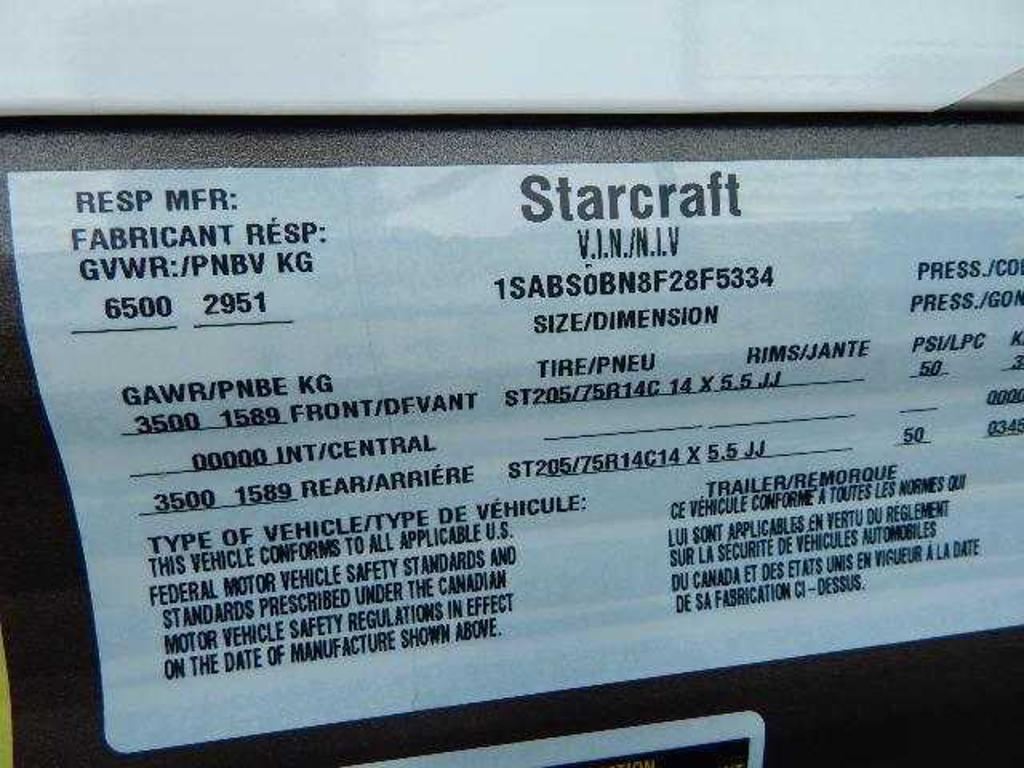 RESP MFR:
Starcraft
FABRICANT RÉSP:
V.I.N./N.I.V
GVWR:/PNBV KG
1SABS0BN8F28F5334
6500 2951
SIZE/DIMENSION
PRESS./
PRESS./
TIRE/PNEU RIMS/JANTE PSI/LPC
GAWR/PNBE KG
3500 1589 FRONT/DEVANT ST205/75R14C 14 X 5.5 JJ 50
00000 INT/CENTRAL
3500 1589 REAR/ARRIÉRE ST205/75R14C14 X 5.5 JJ 50
TYPE OF VEHICLE/TYPE DE VÉHICULE: TRAILER/REMORQUE
THIS VEHICLE CONFORMS TO ALL APPLICABLE U.S.
FEDERAL MOTOR VEHICLE SAFETY STANDARDS AND
STANDARDS PRESCRIBED UNDER THE CANADIAN
MOTOR VEHICLE SAFETY REGULATIONS IN EFFECT
ON THE DATE OF MANUFACTURE SHOWN ABOVE.
CE VÉHICULE CONFORME À TOUTES LES NORMES QUI
LUI SONT APPLICABLES EN VERTU DU RÈGLEMENT
SUR LA SECURITE DE VEHICULES AUTOMOBILES
DU CANADA ET DES ETATS UNIS EN VIGUEUR A LA DATE
DE SA FABRICATION CI-DESSUS.